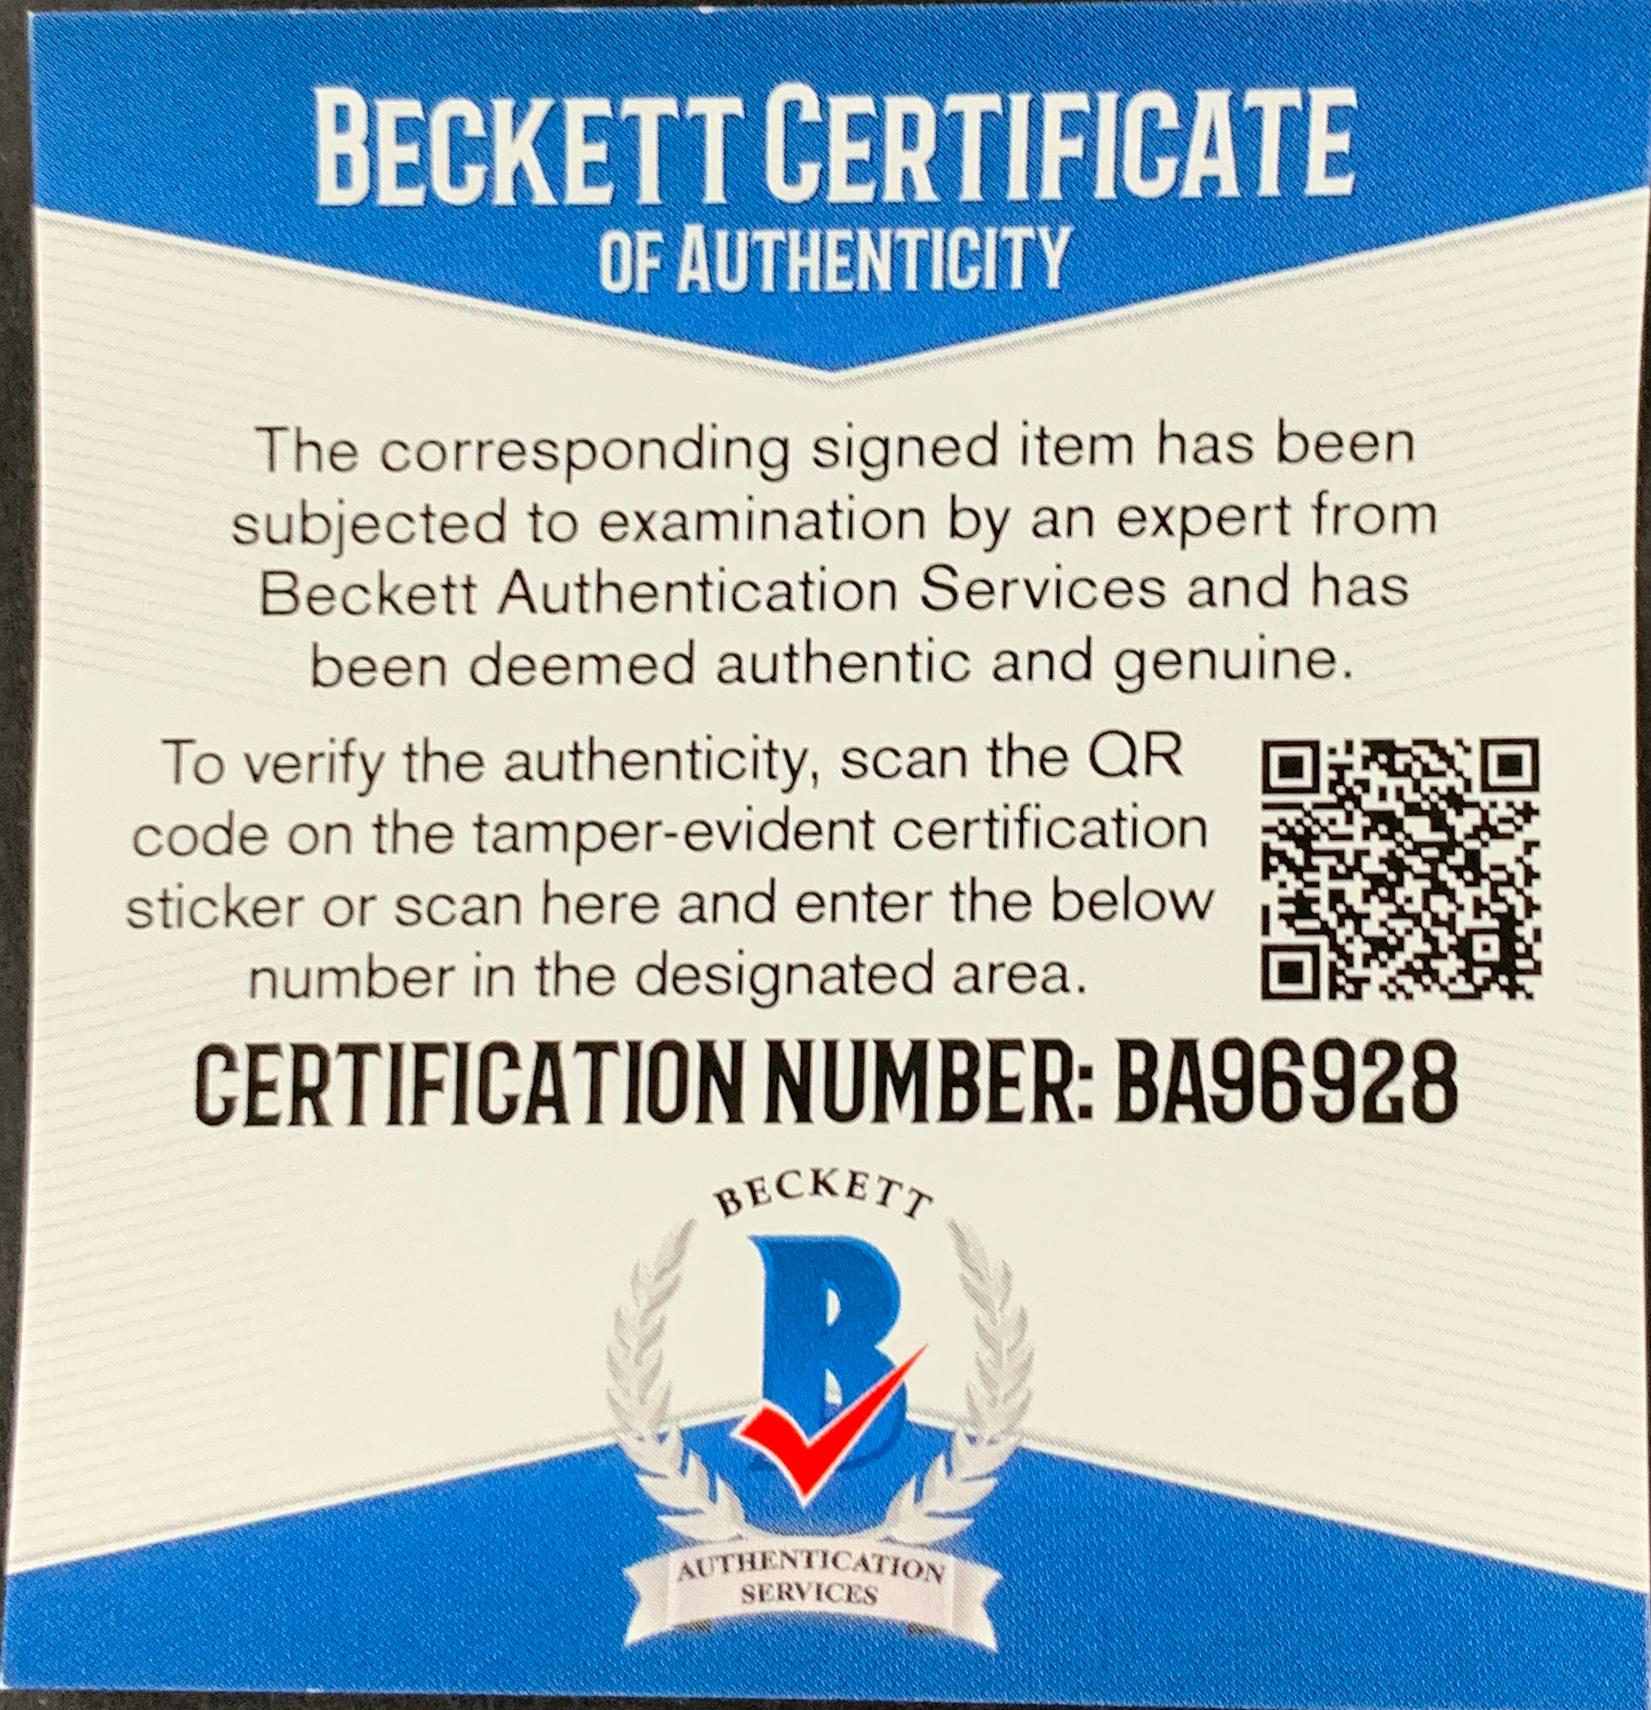 BECKETT CERTIFICATE
OF AUTHENTICITY
The corresponding signed item has been
subjected to examination by an expert from
Beckett Authentication Services and has
been deemed authentic and genuine.
To verify the authenticity, scan the QR
code on the tamper-evident certification
sticker or scan here and enter the below
number in the designated area.
CERTIFICATION NUMBER: BA96928
BECKETT
B
AUTHENTICATION
SERVICES